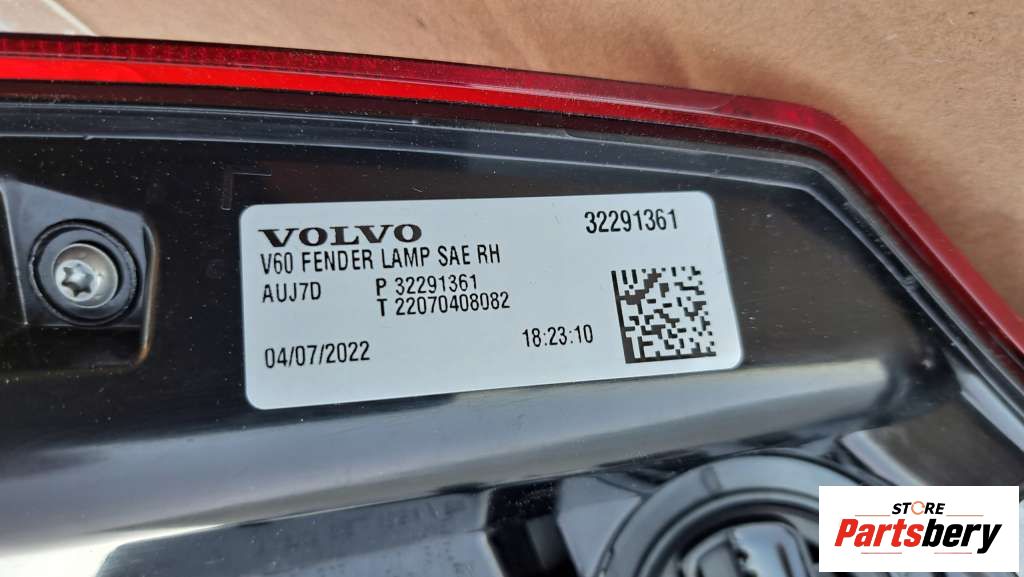 VOLVO 32291361
V60 FENDER LAMP SAE RH
AUJ7D P 32291361
T 22070408082
04/07/2022 18:23:10
STORE
Partsbery